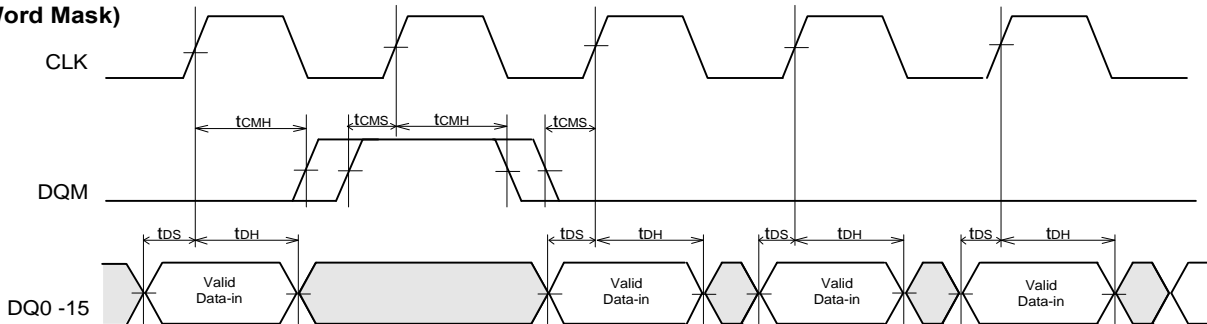 Word Mask)
CLK
tCMH tCMS tCMH tCMS
DQM
tDS tDH tDS tDH tDS tDH tDS tDH
Valid Valid Valid Valid
Data-in Data-in Data-in Data-in
DQ0 -15